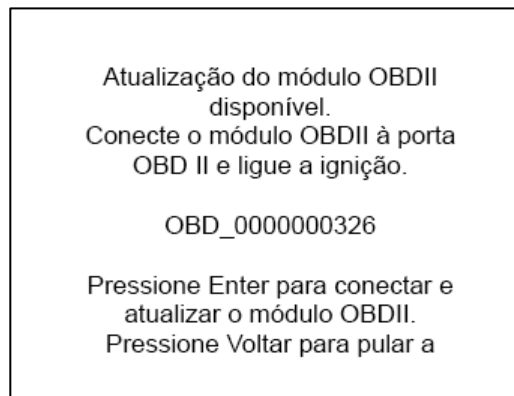 Atualização do módulo OBDII
disponível.
Conecte o módulo OBDII à porta
OBD II e ligue a ignição.
OBD_0000000326
Pressione Enter para conectar e
atualizar o módulo OBDII.
Pressione Voltar para pular a